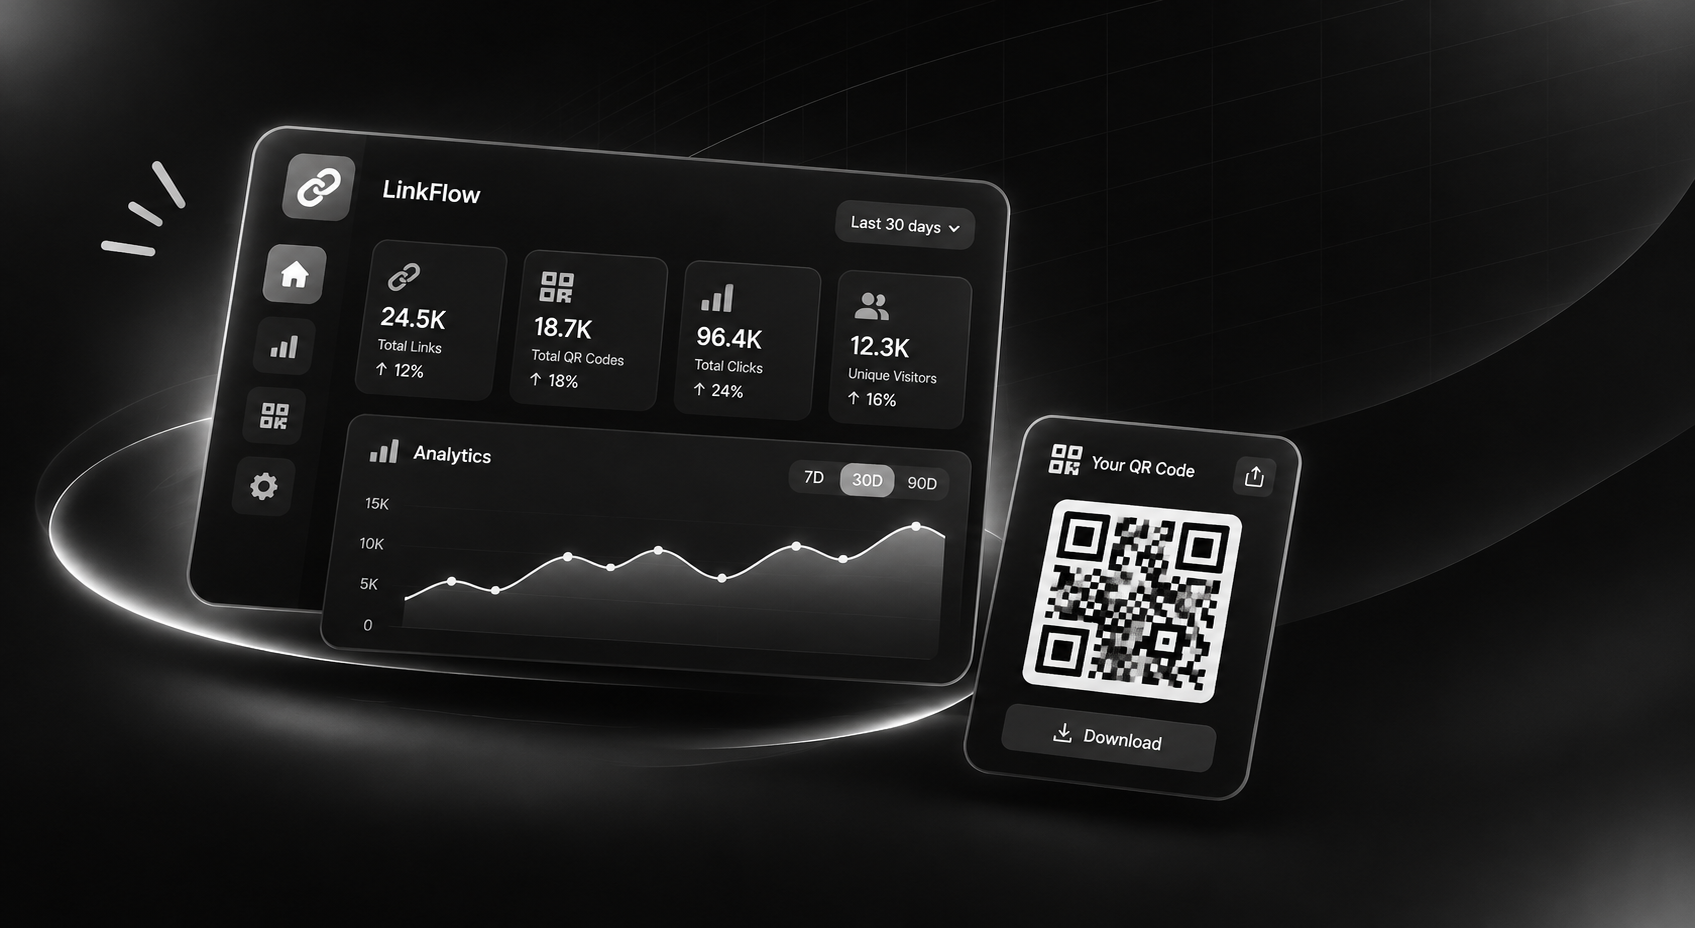 LinkFlow
Last 30 days
24.5K
Total Links
↑ 12%
18.7K
Total QR Codes
↑ 18%
96.4K
Total Clicks
↑ 24%
12.3K
Unique Visitors
↑ 16%
Analytics
7D 30D 90D
15K
10K
5K
0
Your QR Code
Download